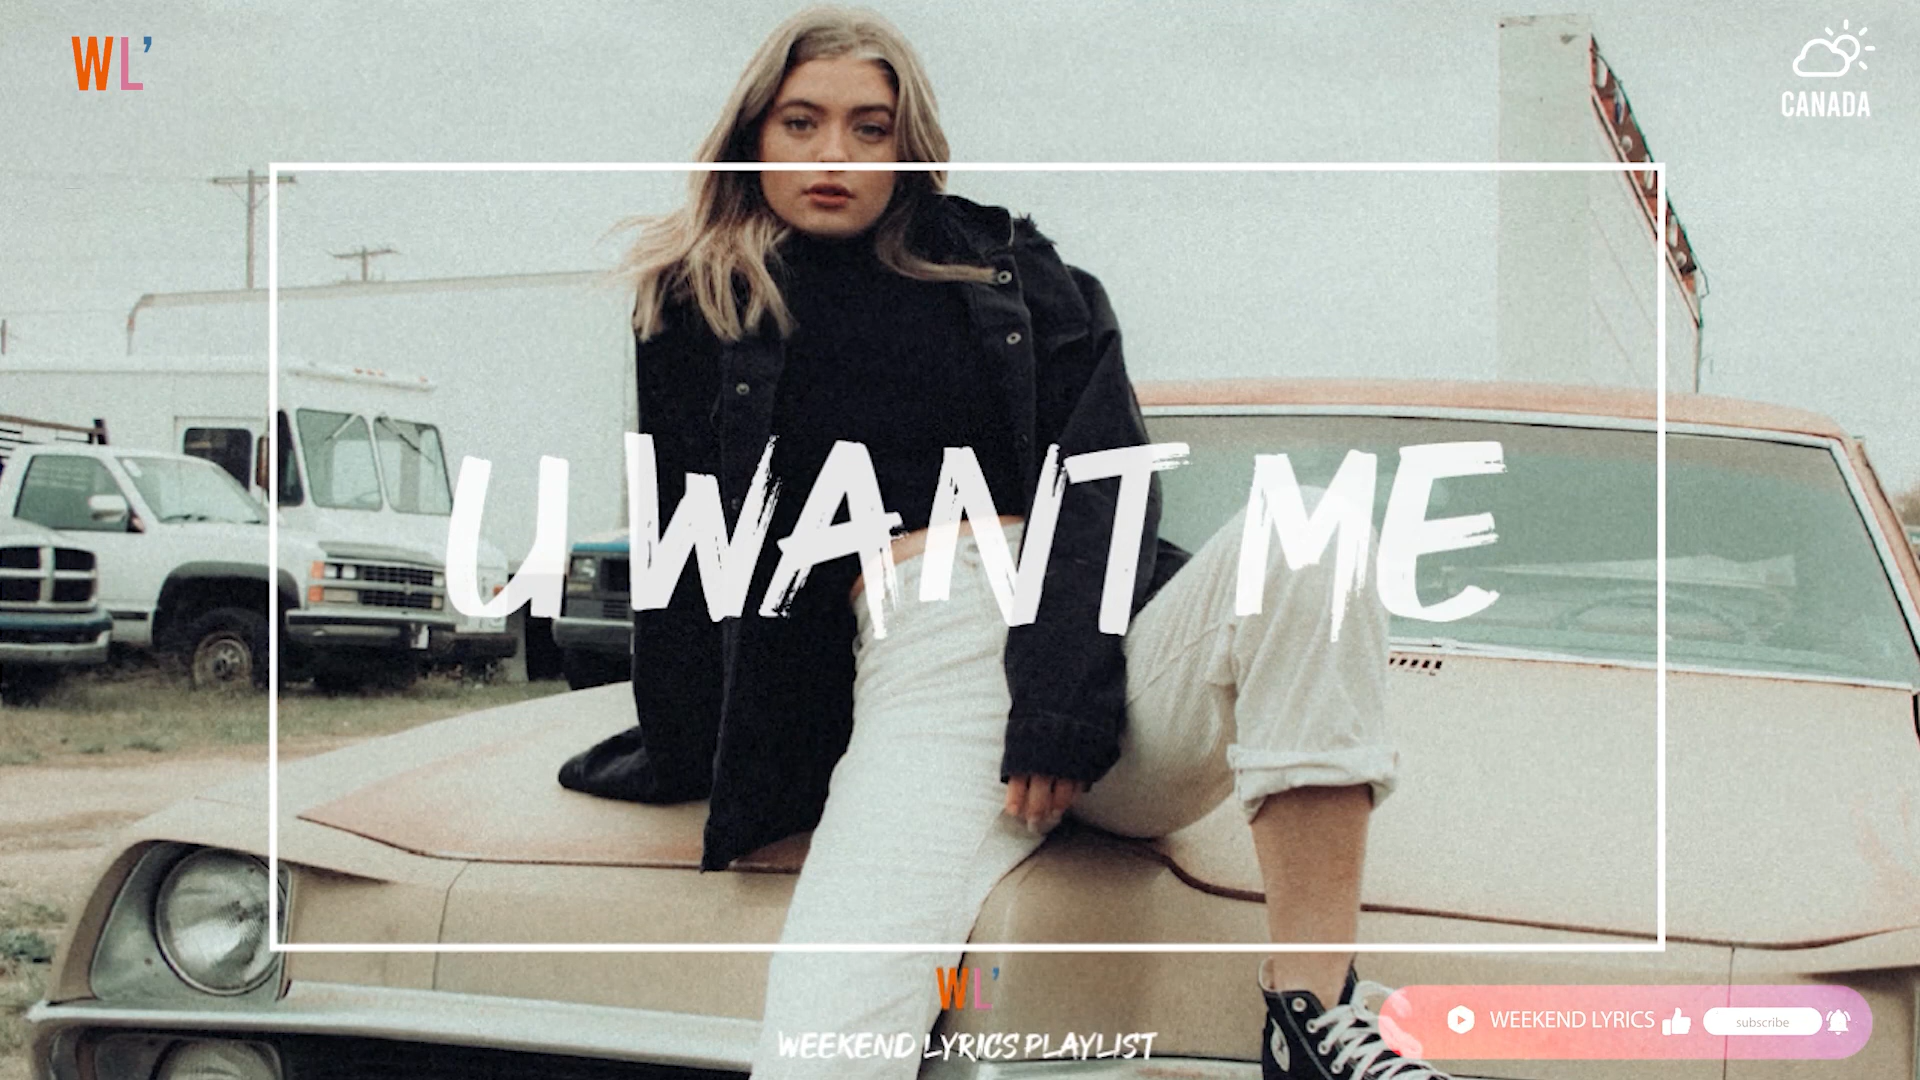 WL'
CANADA
U WANT ME
WL'
WEEKEND LYRICS PLAYLIST
WEEKEND LYRICS
subscribe